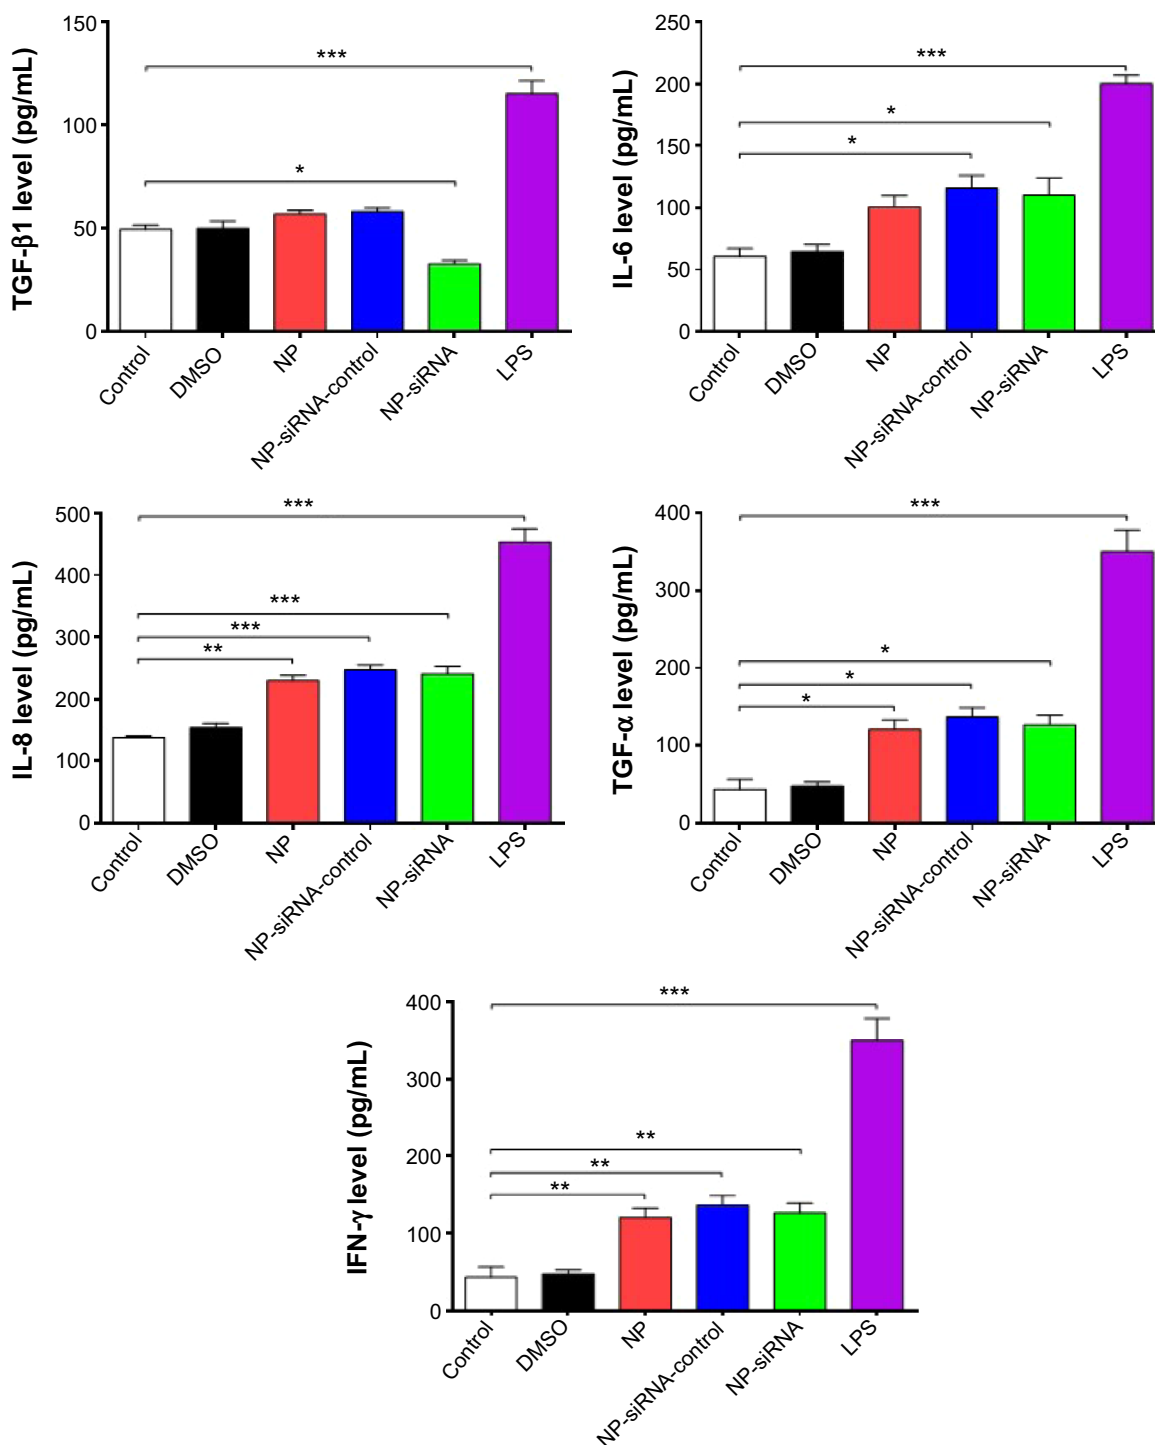 TGF-β1 level (pg/mL)
150
100
50
0
***
*
Control
DMSO
NP
NP-siRNA-control
NP-siRNA
LPS
IL-6 level (pg/mL)
250
200
150
100
50
0
***
*
*
Control
DMSO
NP
NP-siRNA-control
NP-siRNA
LPS
IL-8 level (pg/mL)
500
400
300
200
100
0
***
***
***
**
Control
DMSO
NP
NP-siRNA-control
NP-siRNA
LPS
TGF-α level (pg/mL)
400
300
200
100
0
***
*
*
*
Control
DMSO
NP
NP-siRNA-control
NP-siRNA
LPS
IFN-γ level (pg/mL)
400
300
200
100
0
***
**
**
**
Control
DMSO
NP
NP-siRNA-control
NP-siRNA
LPS